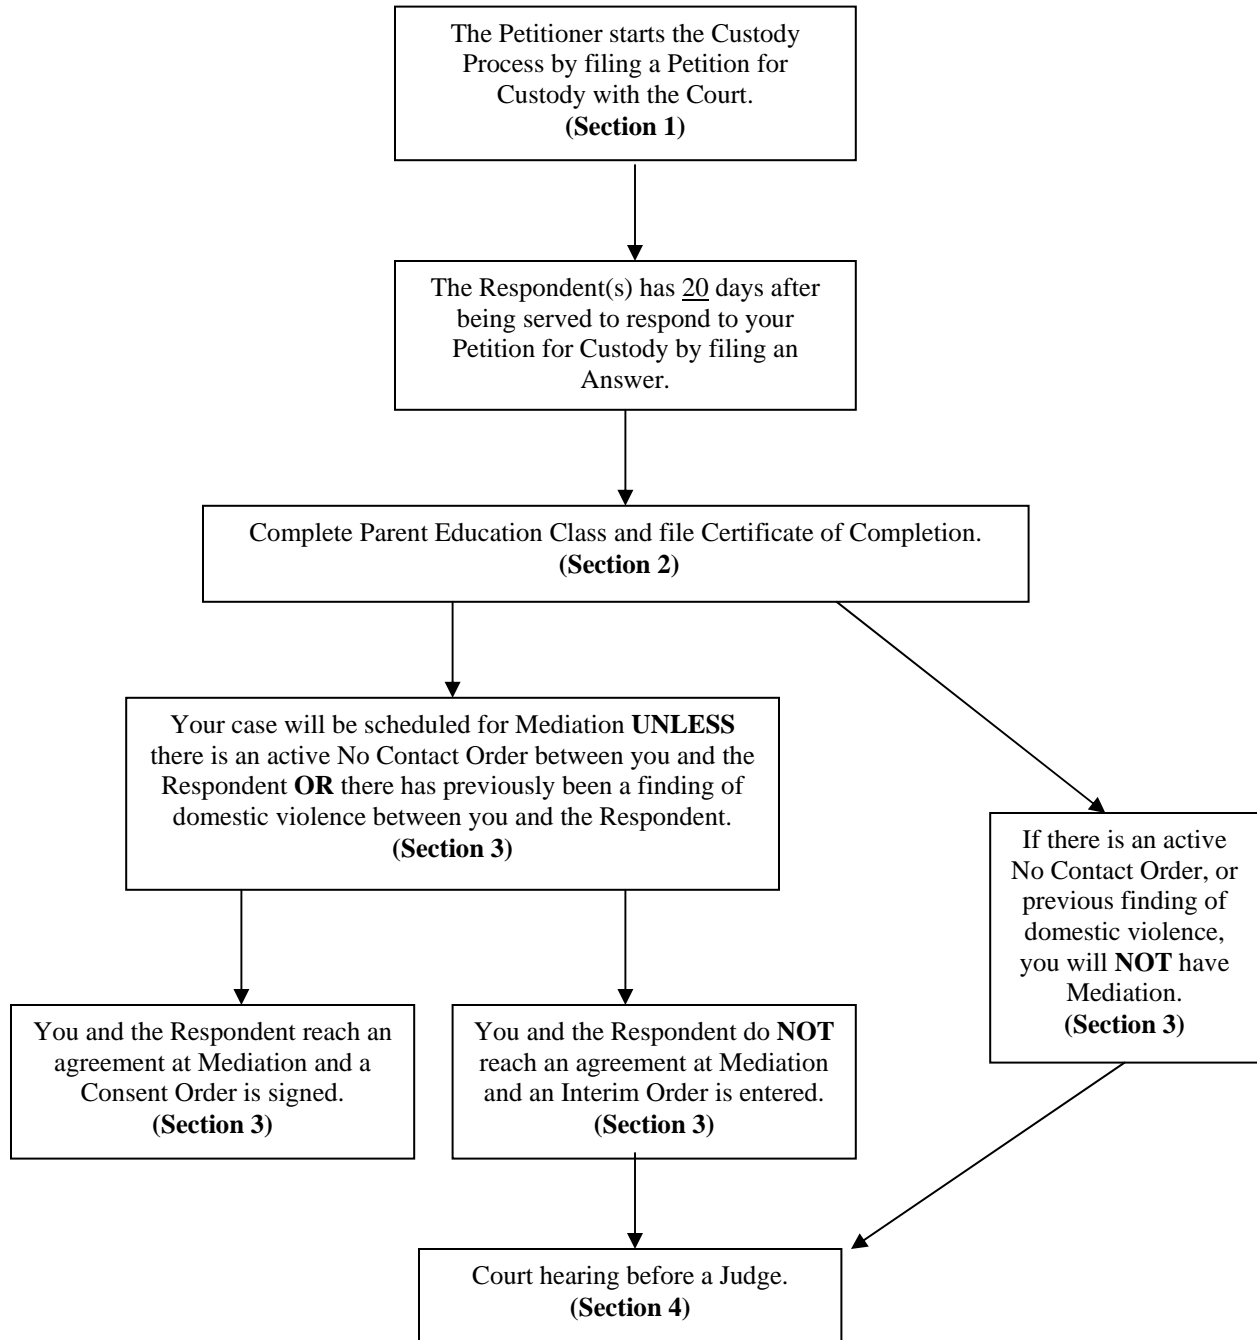 The Petitioner starts the Custody
Process by filing a Petition for
Custody with the Court.
(Section 1)
The Respondent(s) has 20 days after
being served to respond to your
Petition for Custody by filing an
Answer.
Complete Parent Education Class and file Certificate of Completion.
(Section 2)
Your case will be scheduled for Mediation UNLESS
there is an active No Contact Order between you and the
Respondent OR there has previously been a finding of
domestic violence between you and the Respondent.
(Section 3)
If there is an active
No Contact Order, or
previous finding of
domestic violence,
you will NOT have
Mediation.
(Section 3)
You and the Respondent reach an
agreement at Mediation and a
Consent Order is signed.
(Section 3)
You and the Respondent do NOT
reach an agreement at Mediation
and an Interim Order is entered.
(Section 3)
Court hearing before a Judge.
(Section 4)